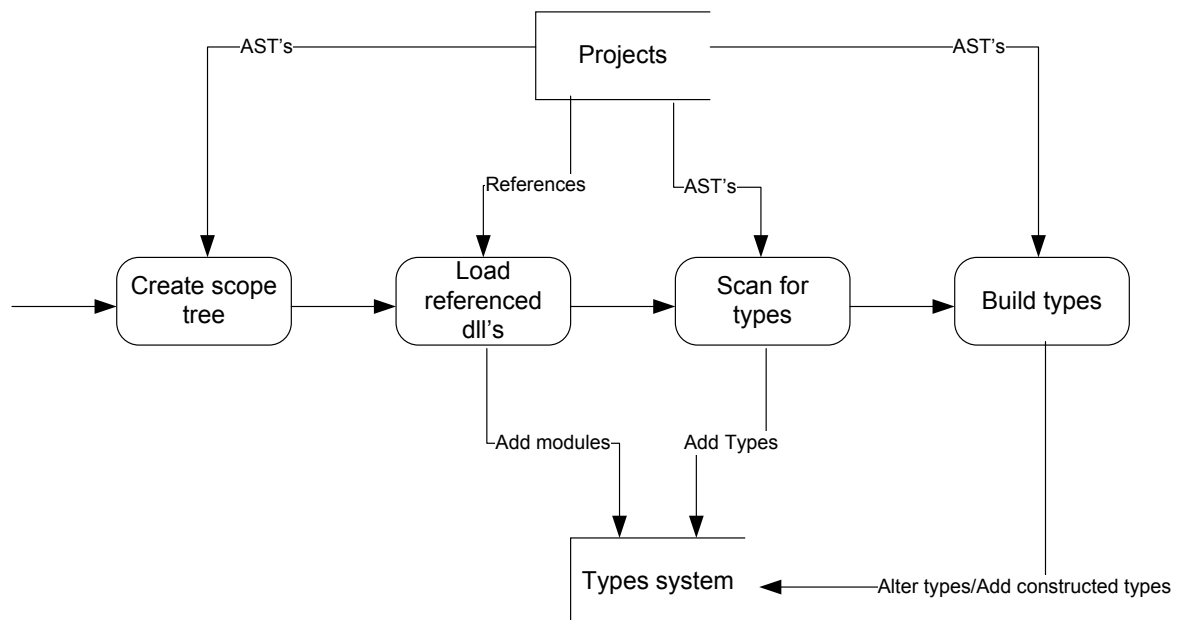 AST’s
Projects
AST’s
References
AST’s
Create scope
tree
Load
referenced
dll’s
Scan for
types
Build types
Add modules
Add Types
Types system
Alter types/Add constructed types